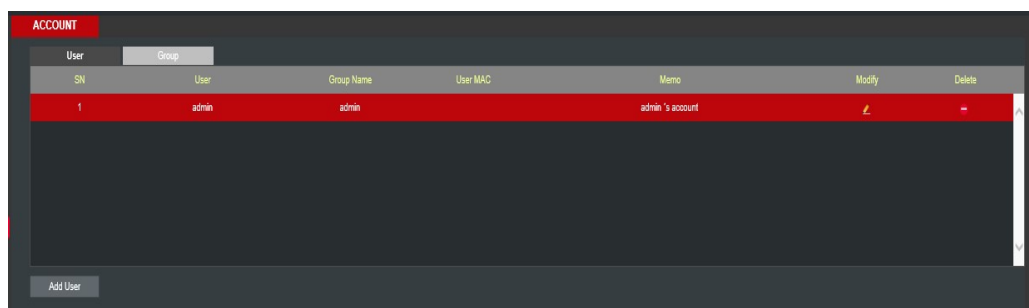 ACCOUNT
User Group
SN User Group Name User MAC Memo Modify Delete
1 admin admin admin 's account
Add User